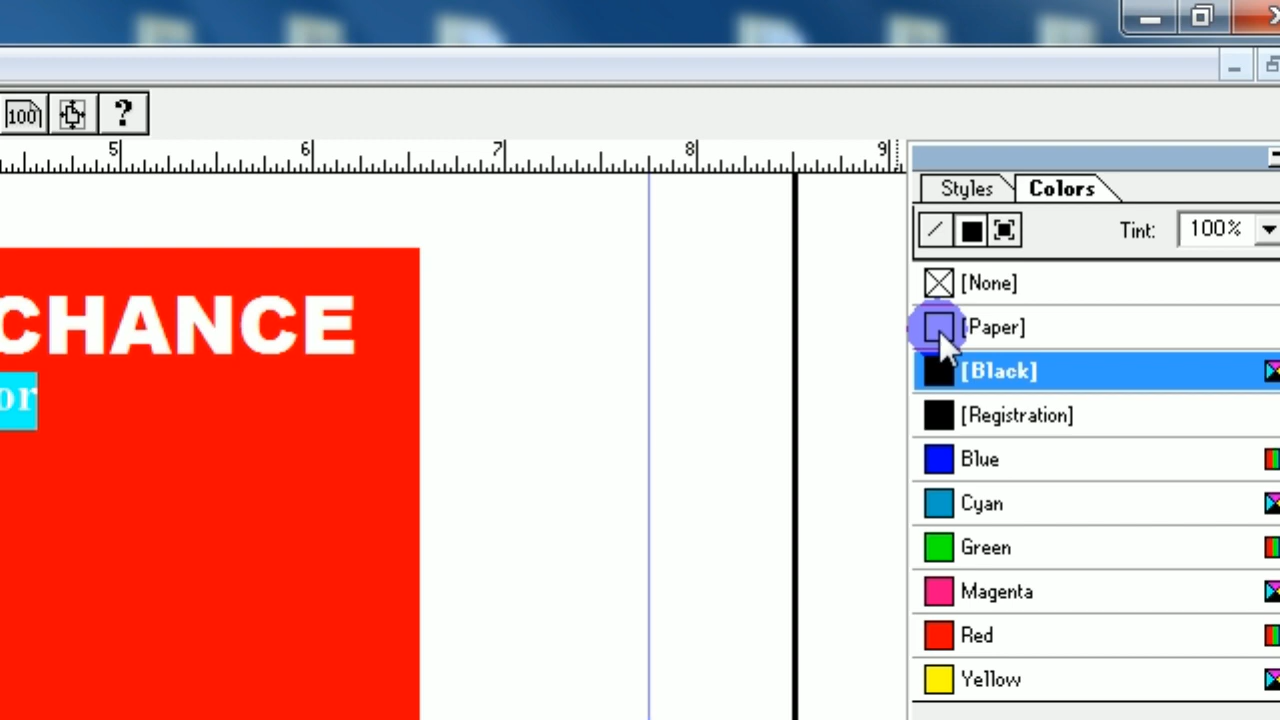 100
?
5 6 7 8 9
Styles Colors
Tint: 100%
[None]
CHANCE
[Paper]
[Black]
or
[Registration]
Blue
Cyan
Green
Magenta
Red
Yellow